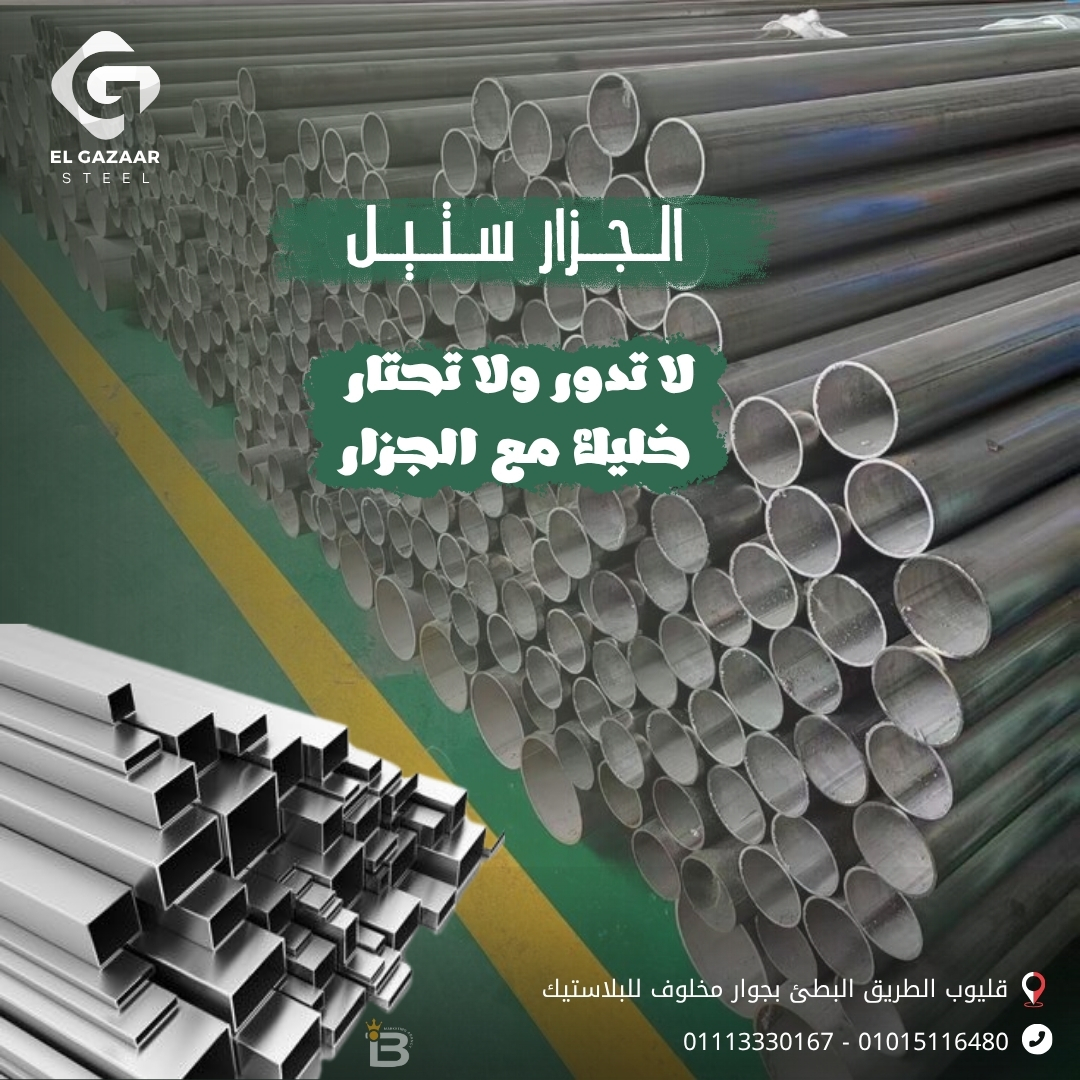 EL GAZAAR
STEEL
الجزار ستيل
لا تدور ولا تحتار
خليك مع الجزار
قليوب الطريق البطئ بجوار مخلوف للبلاستيك
01113330167 - 01015116480
B